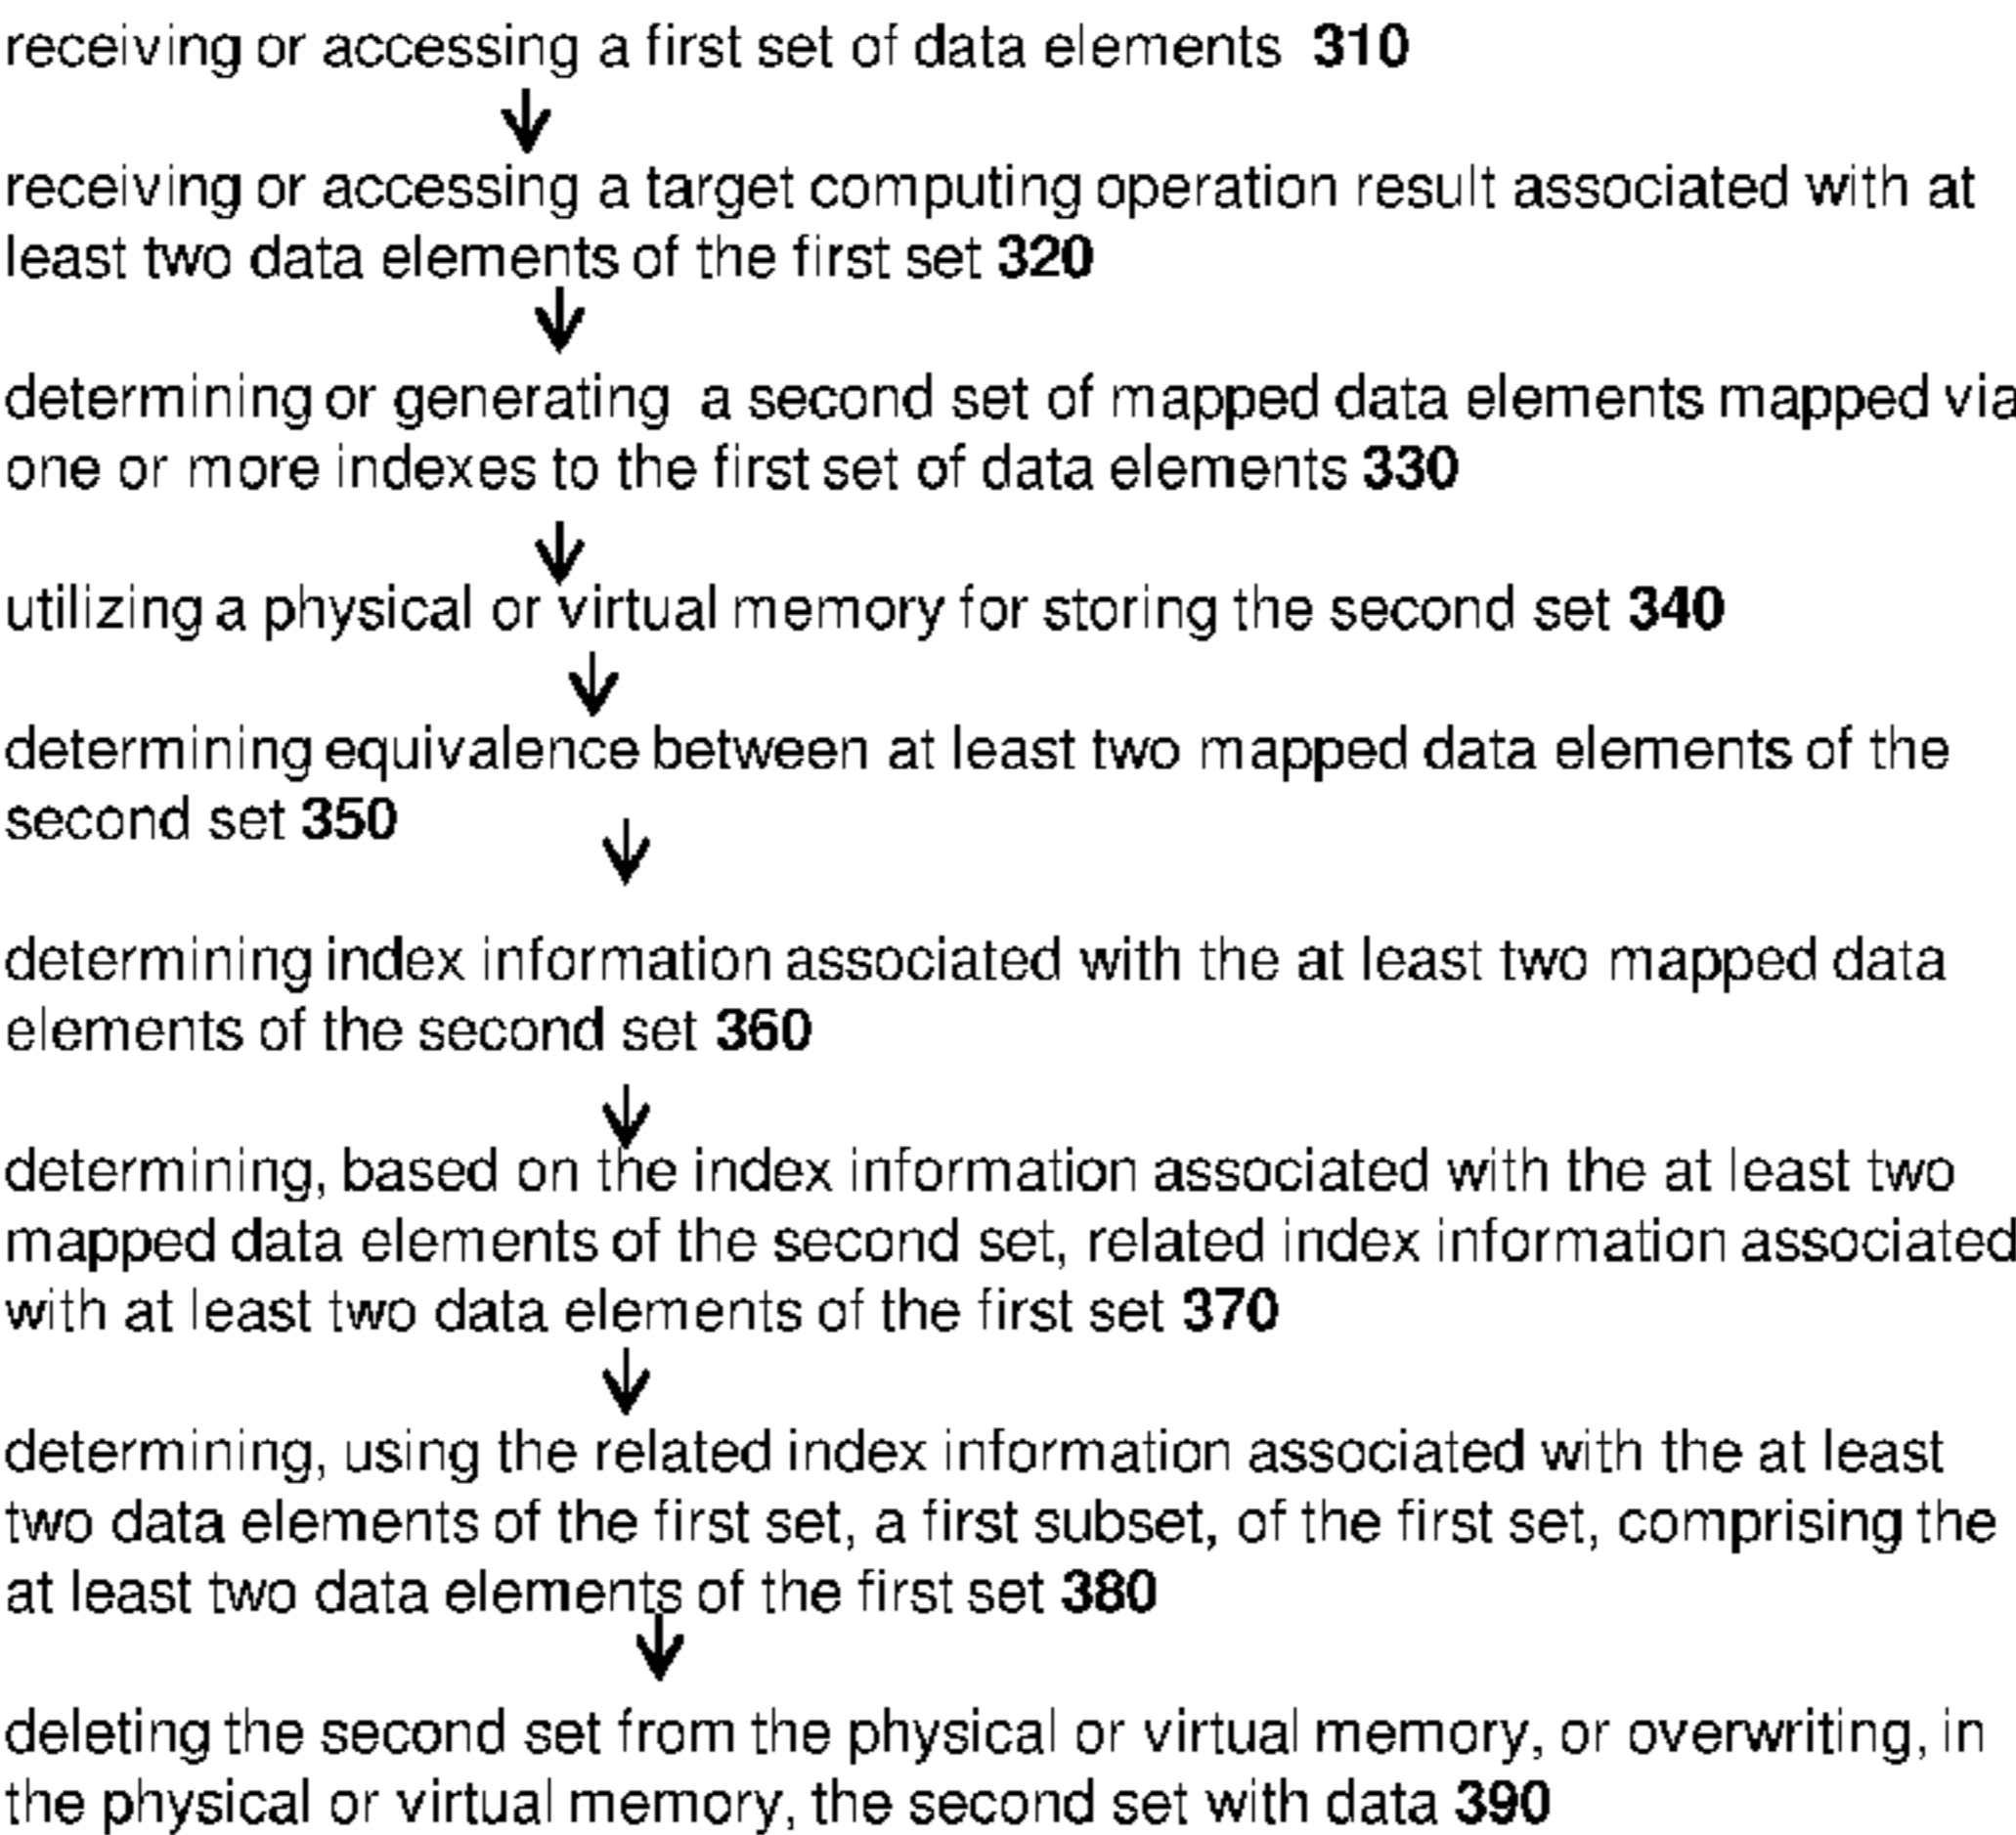 receiving or accessing a first set of data elements 310
receiving or accessing a target computing operation result associated with at
least two data elements of the first set 320
determining or generating a second set of mapped data elements mapped via
one or more indexes to the first set of data elements 330
utilizing a physical or virtual memory for storing the second set 340
determining equivalence between at least two mapped data elements of the
second set 350
determining index information associated with the at least two mapped data
elements of the second set 360
determining, based on the index information associated with the at least two
mapped data elements of the second set, related index information associated
with at least two data elements of the first set 370
determining, using the related index information associated with the at least
two data elements of the first set, a first subset, of the first set, comprising the
at least two data elements of the first set 380
deleting the second set from the physical or virtual memory, or overwriting, in
the physical or virtual memory, the second set with data 390